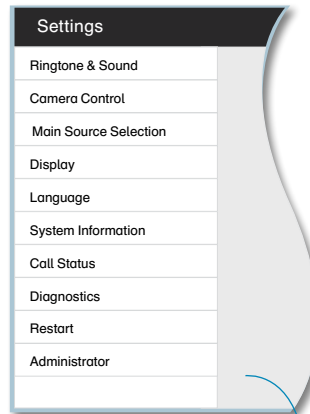 Settings
Ringtone & Sound
Camera Control
Main Source Selection
Display
Language
System Information
Call Status
Diagnostics
Restart
Administrator